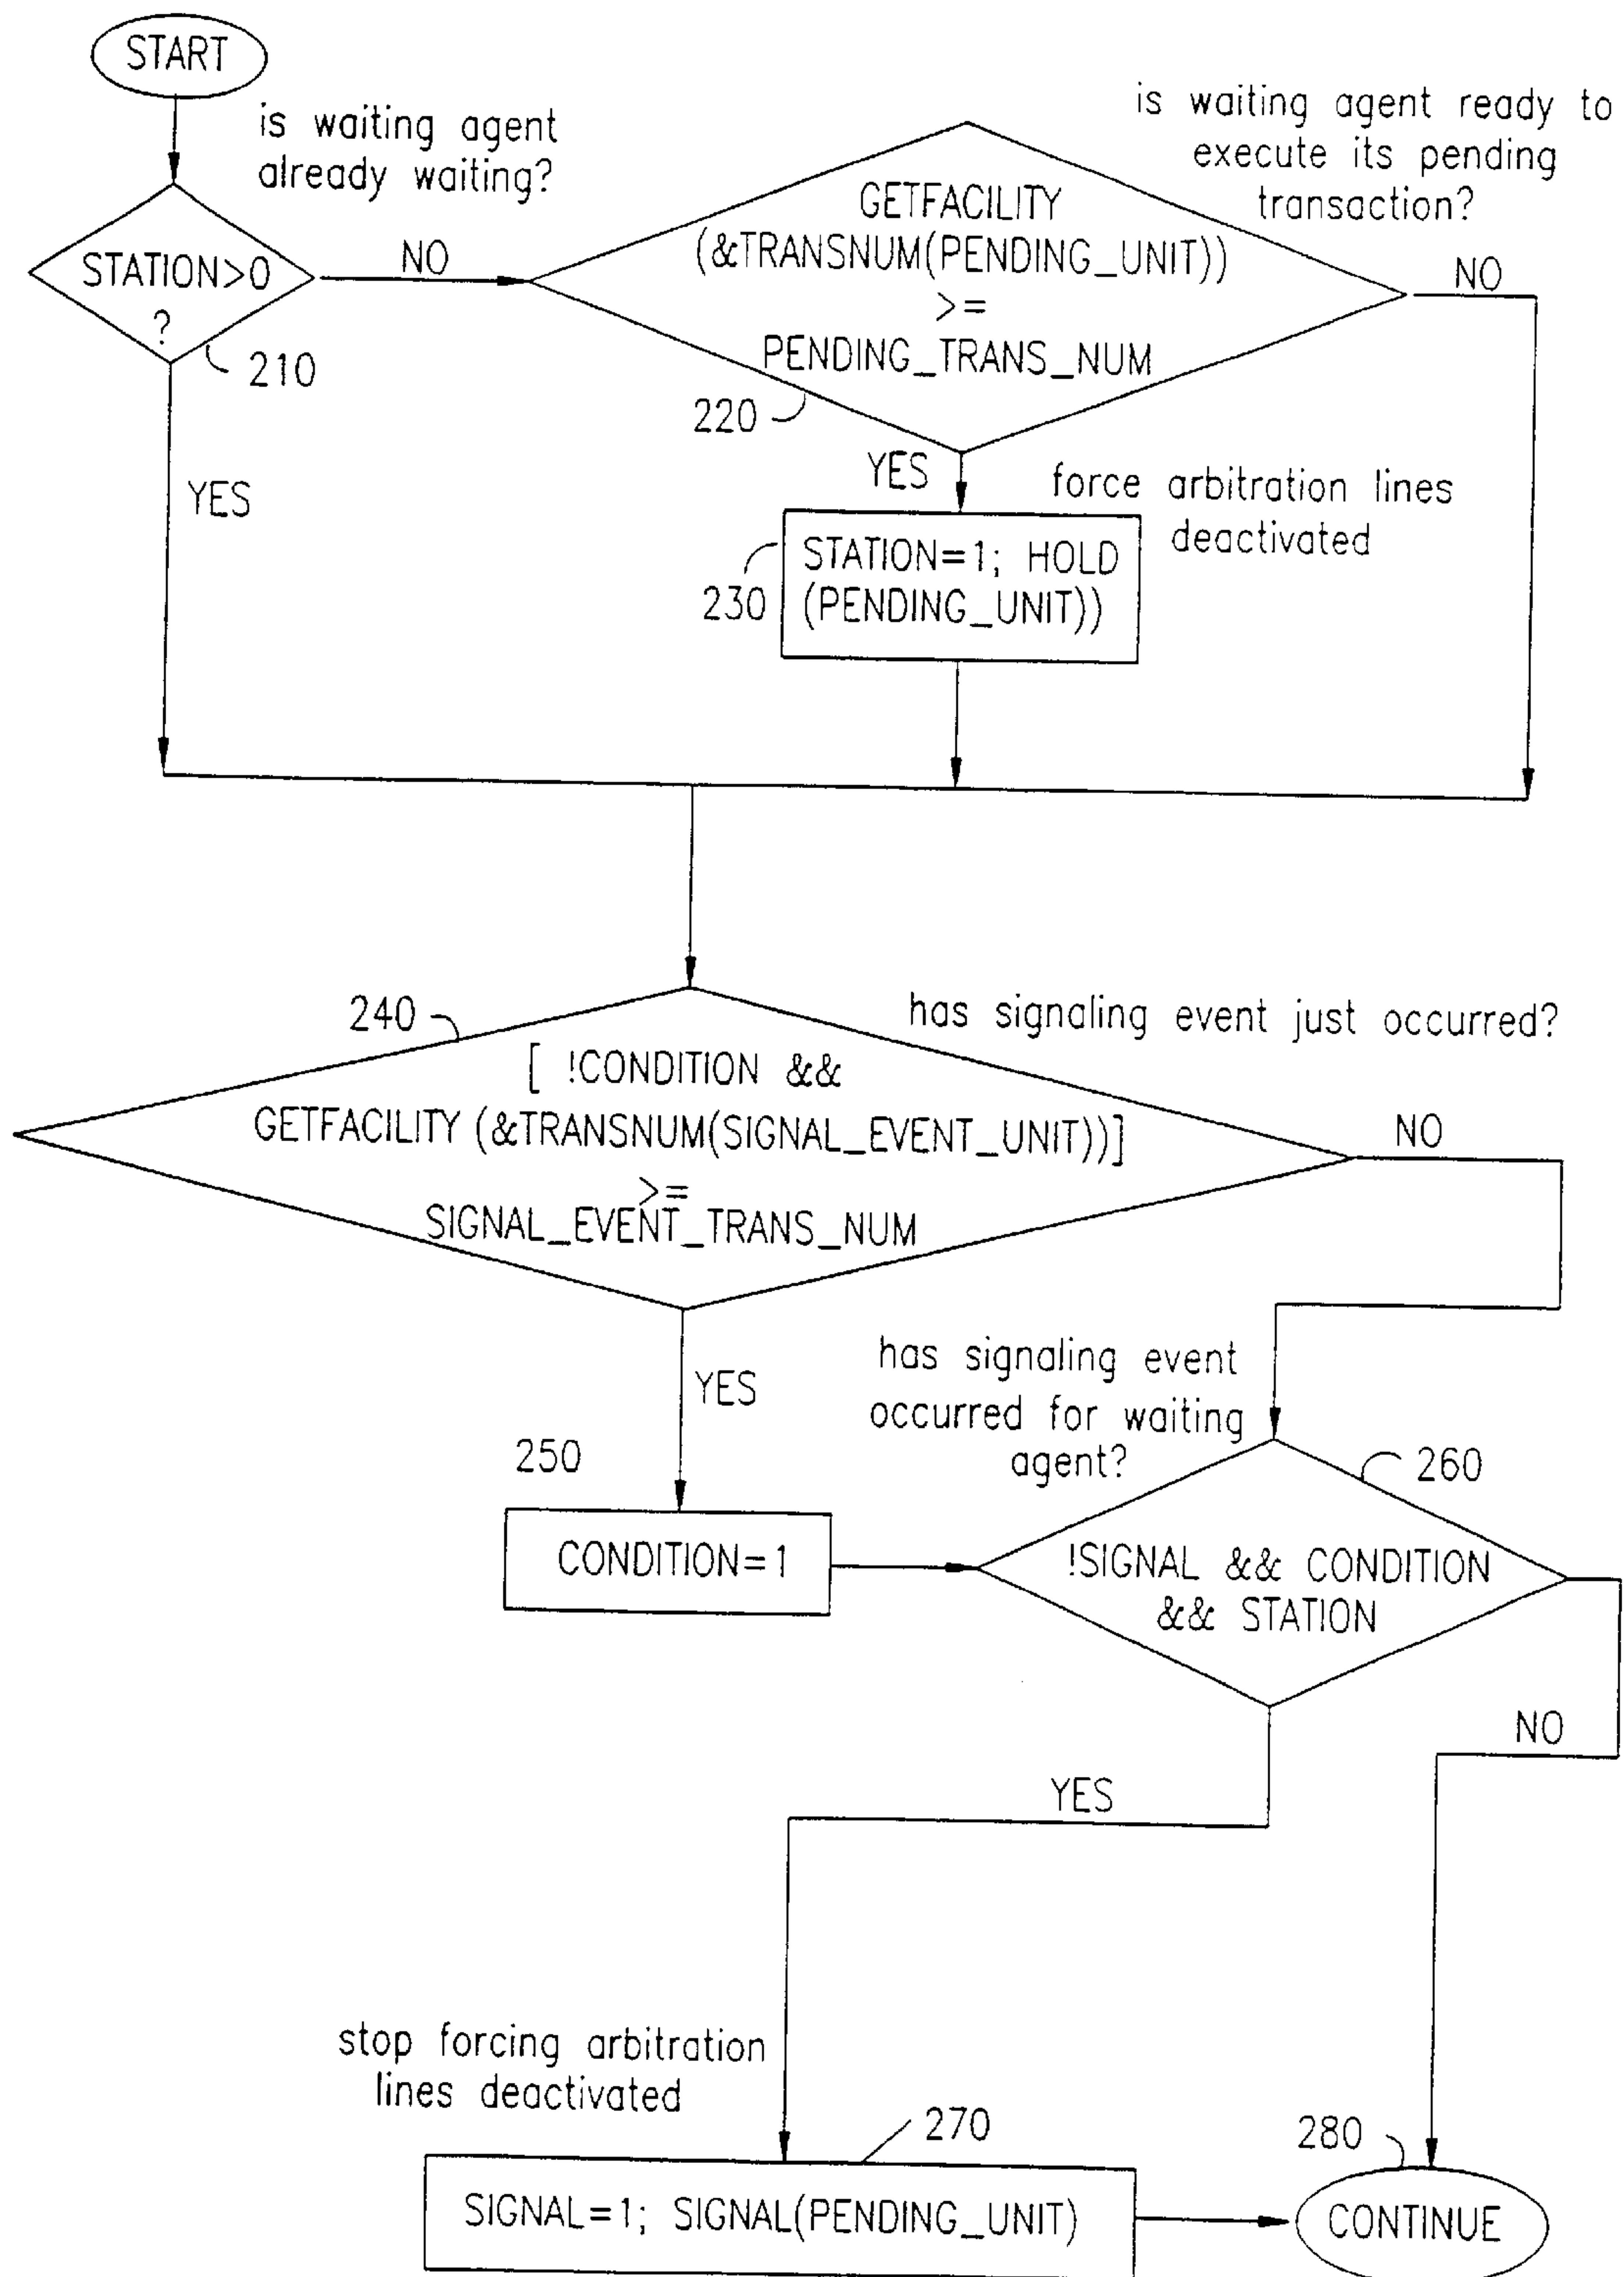 START
is waiting agent
already waiting?
STATION>0
?
210
NO
YES
is waiting agent ready to
execute its pending
transaction?
GETFACILITY
(&TRANSNUM(PENDING_UNIT))
>=
PENDING_TRANS_NUM
220
NO
YES
force arbitration lines
deactivated
STATION=1; HOLD
(PENDING_UNIT))
230
240
has signaling event just occurred?
[ !CONDITION &&
GETFACILITY (&TRANSNUM(SIGNAL_EVENT_UNIT))]
>=
SIGNAL_EVENT_TRANS_NUM
NO
YES
250
CONDITION=1
has signaling event
occurred for waiting
agent?
260
!SIGNAL && CONDITION
&& STATION
NO
YES
stop forcing arbitration
lines deactivated
270
SIGNAL=1; SIGNAL(PENDING_UNIT)
280
CONTINUE